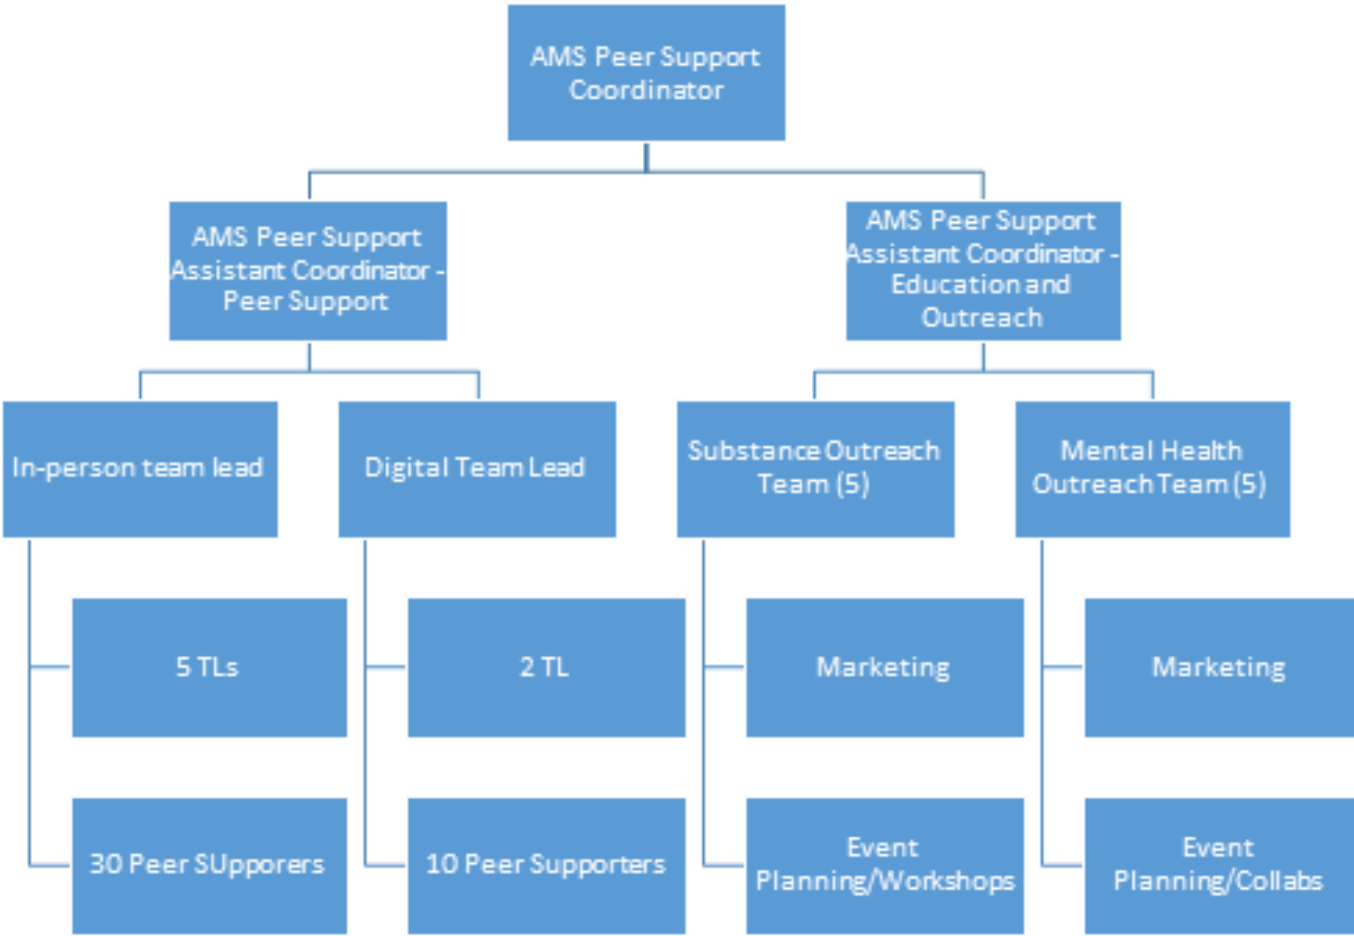 AMS Peer Support
Coordinator
AMS Peer Support
Assistant Coordinator -
Peer Support
AMS Peer Support
Assistant Coordinator -
Education and
Outreach
In-person team lead
Digital Team Lead
Substance Outreach
Team (5)
Mental Health
Outreach Team (5)
5 TLs
2 TL
Marketing
Marketing
30 Peer SUpporers
10 Peer Supporters
Event
Planning/Workshops
Event
Planning/Collabs